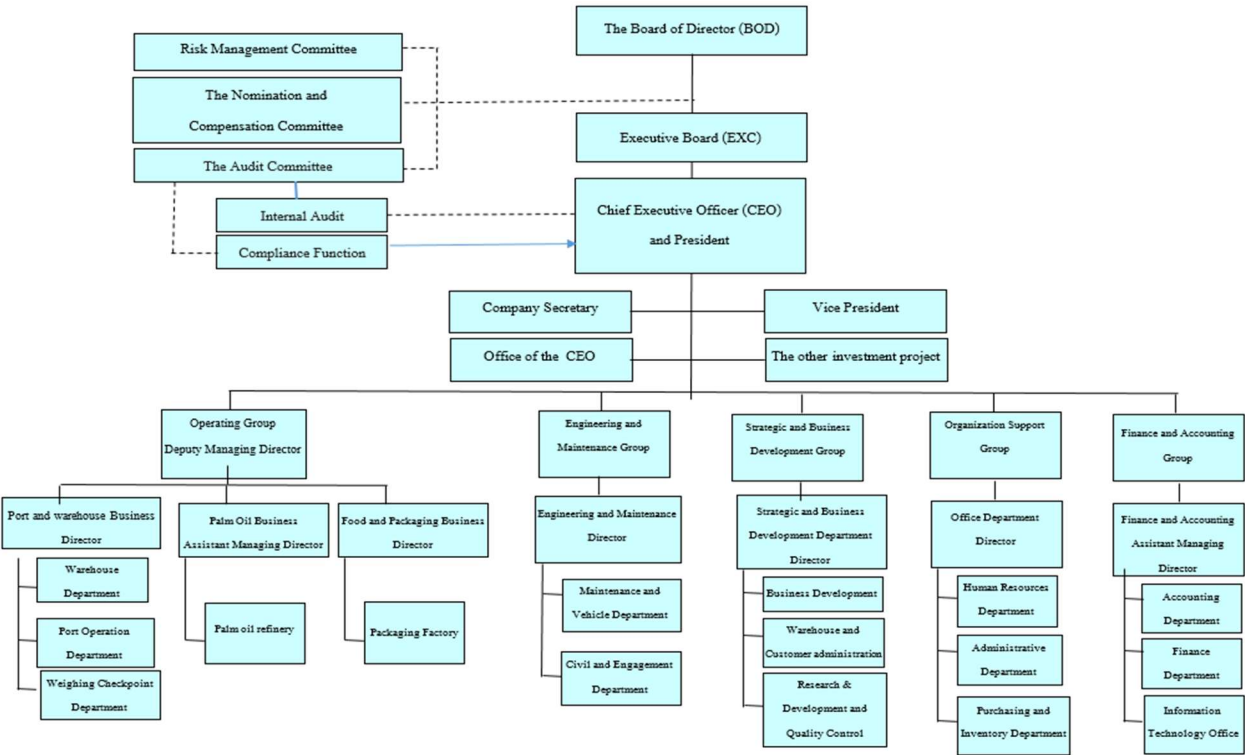 The Board of Director (BOD)
Risk Management Committee
The Nomination and
Compensation Committee
Executive Board (EXC)
The Audit Committee
Chief Executive Officer (CEO)
and President
Internal Audit
Compliance Function
Company Secretary
Vice President
Office of the CEO
The other investment project
Operating Group
Deputy Managing Director
Engineering and
Maintenance Group
Strategic and Business
Development Group
Organization Support
Group
Finance and Accounting
Group
Port and warehouse Business
Director
Palm Oil Business
Assistant Managing Director
Food and Packaging Business
Director
Engineering and Maintenance
Director
Strategic and Business
Development Department
Director
Office Department
Director
Finance and Accounting
Assistant Managing
Director
Warehouse
Department
Port Operation
Department
Weighing Checkpoint
Department
Palm oil refinery
Packaging Factory
Maintenance and
Vehicle Department
Civil and Engagement
Department
Business Development
Warehouse and
Customer administration
Research &
Development and
Quality Control
Human Resources
Department
Administrative
Department
Purchasing and
Inventory Department
Accounting
Department
Finance
Department
Information
Technology Office